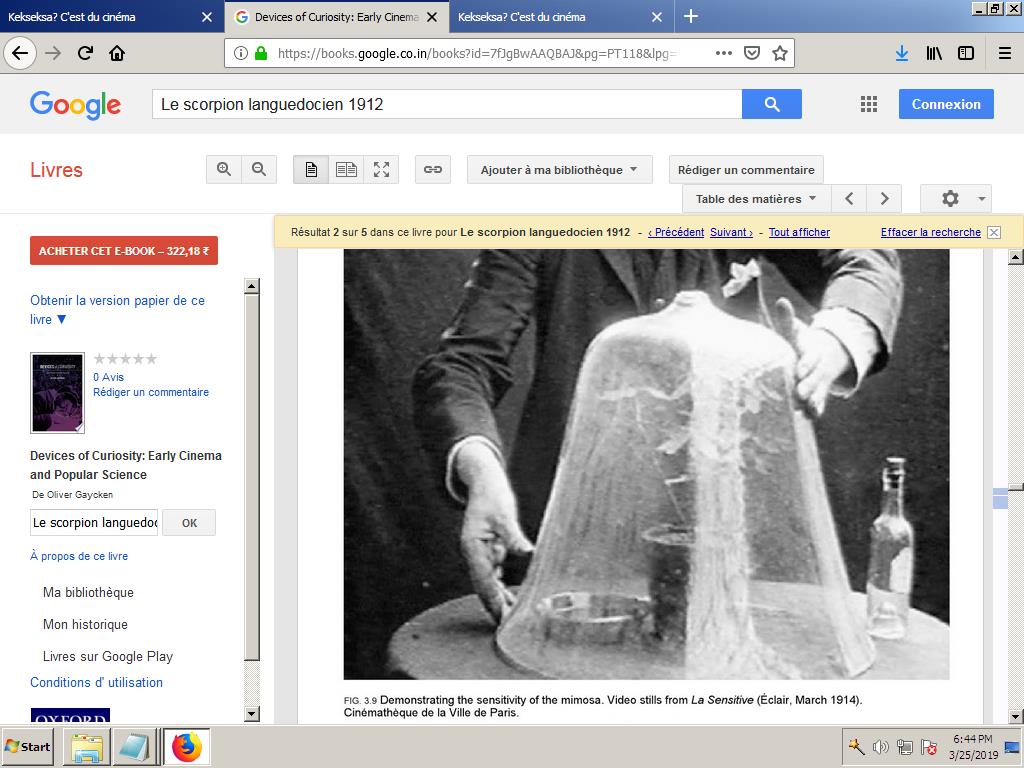 Kekseksa? C'est du cinéma
Devices of Curiosity: Early Cinema
Kekseksa? C'est du cinéma
https://books.google.co.in/books?id=7fJgBwAAQBAJ&pg=PT118&lpg=
Google
Le scorpion languedocien 1912
Connexion
Livres
Ajouter à ma bibliothèque
Rédiger un commentaire
Table des matières
Résultat 2 sur 5 dans ce livre pour Le scorpion languedocien 1912 - ‹ Précédent Suivant › - Tout afficher
Effacer la recherche
ACHETER CET E-BOOK – 322,18 ₹
Obtenir la version papier de ce
livre ▼
0 Avis
Rédiger un commentaire
Devices of Curiosity: Early Cinema
and Popular Science
De Oliver Gaycken
Le scorpion languedoc
OK
À propos de ce livre
Ma bibliothèque
Mon historique
Livres sur Google Play
Conditions d' utilisation
OXFORD
FIG. 3.9 Demonstrating the sensitivity of the mimosa. Video stills from La Sensitive (Éclair, March 1914).
Cinémathèque de la Ville de Paris.
Start
6:44 PM
3/25/2019